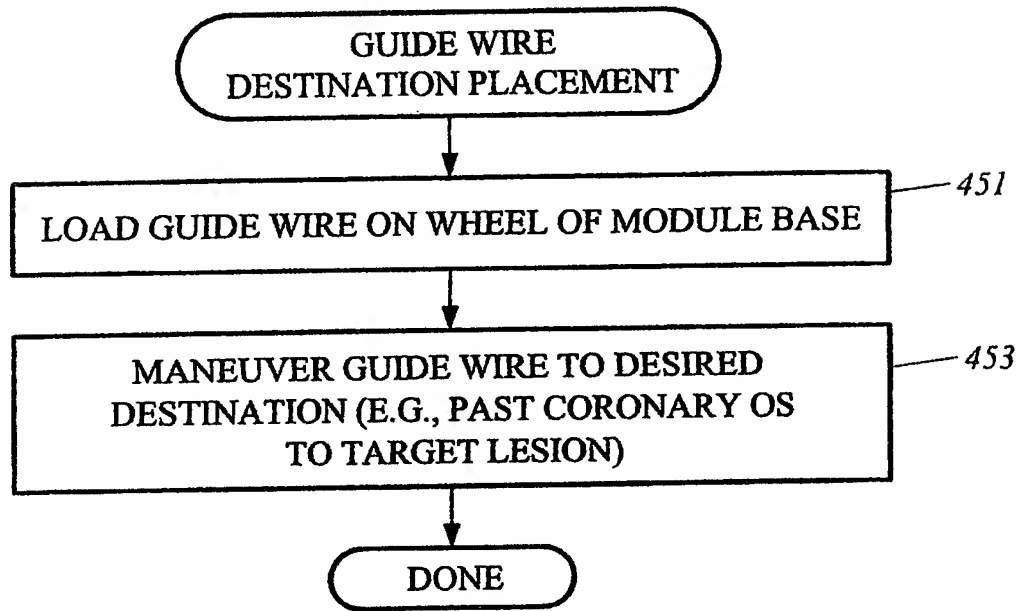 GUIDE WIRE
DESTINATION PLACEMENT
451
LOAD GUIDE WIRE ON WHEEL OF MODULE BASE
453
MANEUVER GUIDE WIRE TO DESIRED
DESTINATION (E.G., PAST CORONARY OS
TO TARGET LESION)
DONE